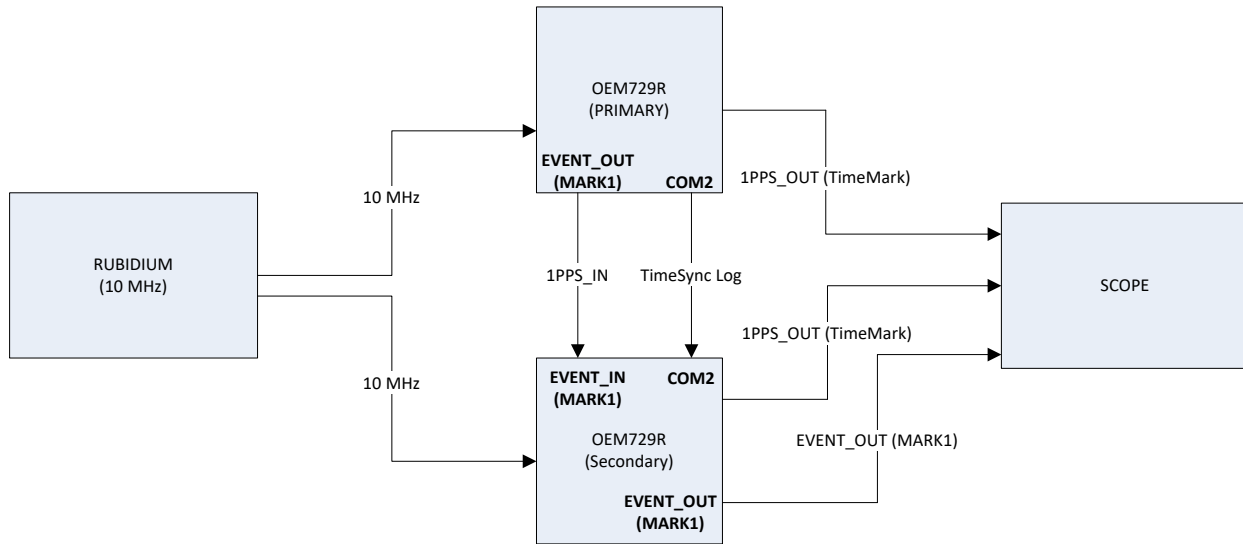 OEM729R
(PRIMARY)
EVENT_OUT
(MARK1)
COM2
1PPS_OUT (TimeMark)
10 MHz
RUBIDIUM
(10 MHz)
1PPS_IN
TimeSync Log
SCOPE
1PPS_OUT (TimeMark)
10 MHz
EVENT_IN
(MARK1)
COM2
OEM729R
(Secondary)
EVENT_OUT (MARK1)
EVENT_OUT
(MARK1)